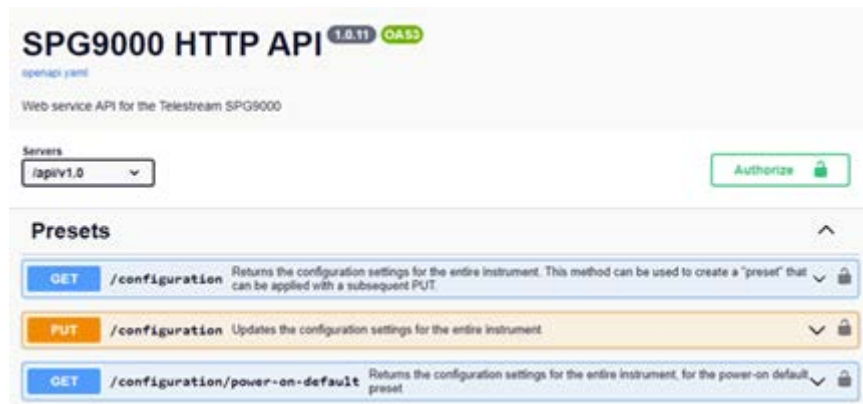 SPG9000 HTTP API 1.0.11 OAS3
openapi.yaml
Web service API for the Telestream SPG9000
Servers
/api/v1.0
Authorize
Presets
GET /configuration Returns the configuration settings for the entire instrument. This method can be used to create a "preset" that
can be applied with a subsequent PUT.
PUT /configuration Updates the configuration settings for the entire instrument
GET /configuration/power-on-default Returns the configuration settings for the entire instrument, for the power-on default
preset